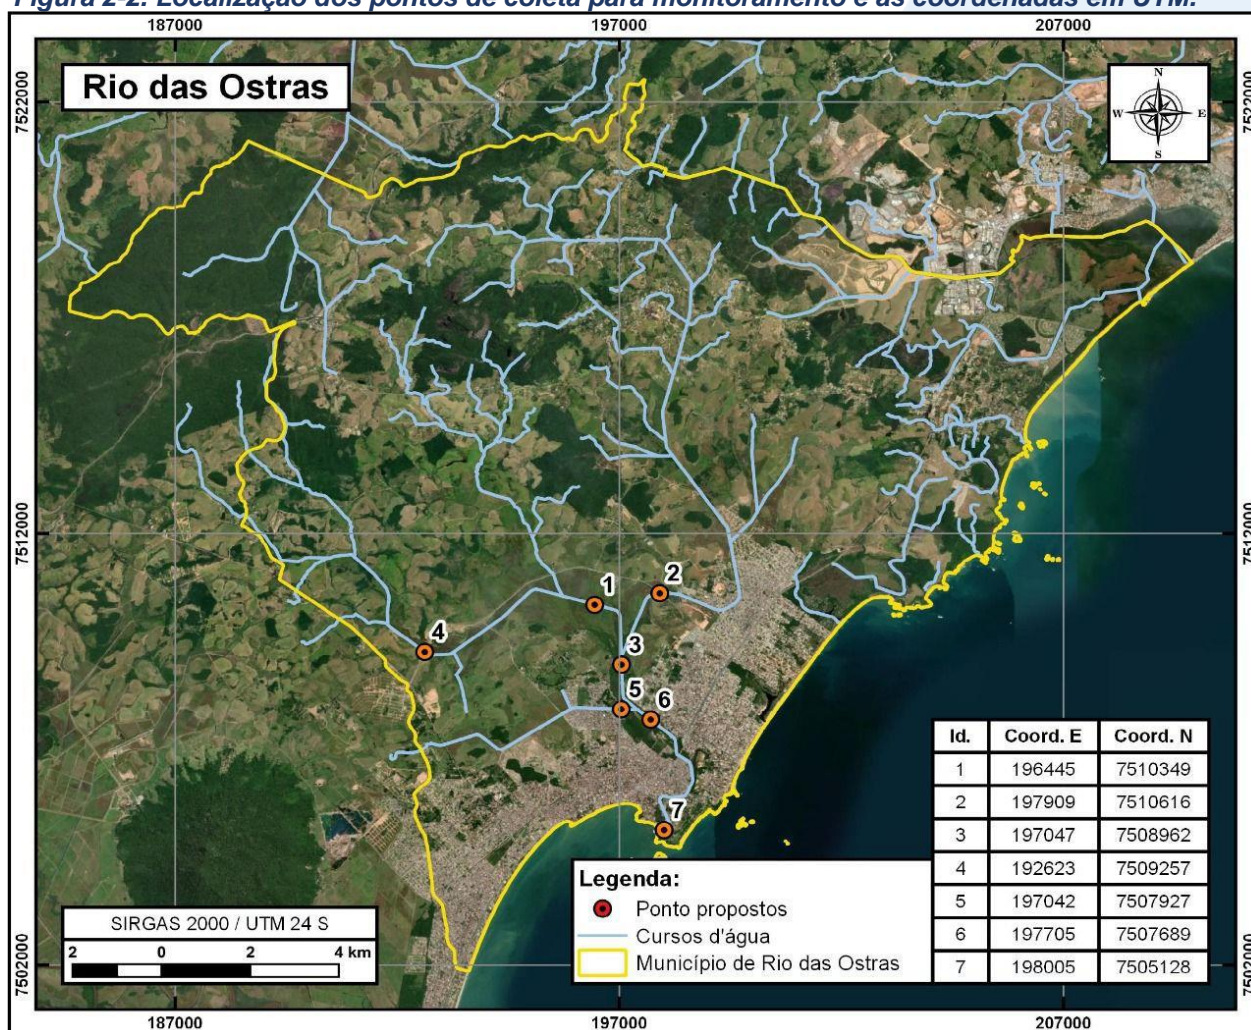 Figura 2-2. Localização dos pontos de coleta para monitoramento e as coordenadas em UTM.
187000 197000 207000
Rio das Ostras
N
W E
S
7522000 7522000
7512000 7512000
1
2
3
4
5
6
7
Id. Coord. E Coord. N
1 196445 7510349
2 197909 7510616
3 197047 7508962
4 192623 7509257
5 197042 7507927
6 197705 7507689
7 198005 7505128
Legenda:
Ponto propostos
Cursos d'água
Município de Rio das Ostras
SIRGAS 2000 / UTM 24 S
2 0 2 4 km
7502000 7502000
187000 197000 207000